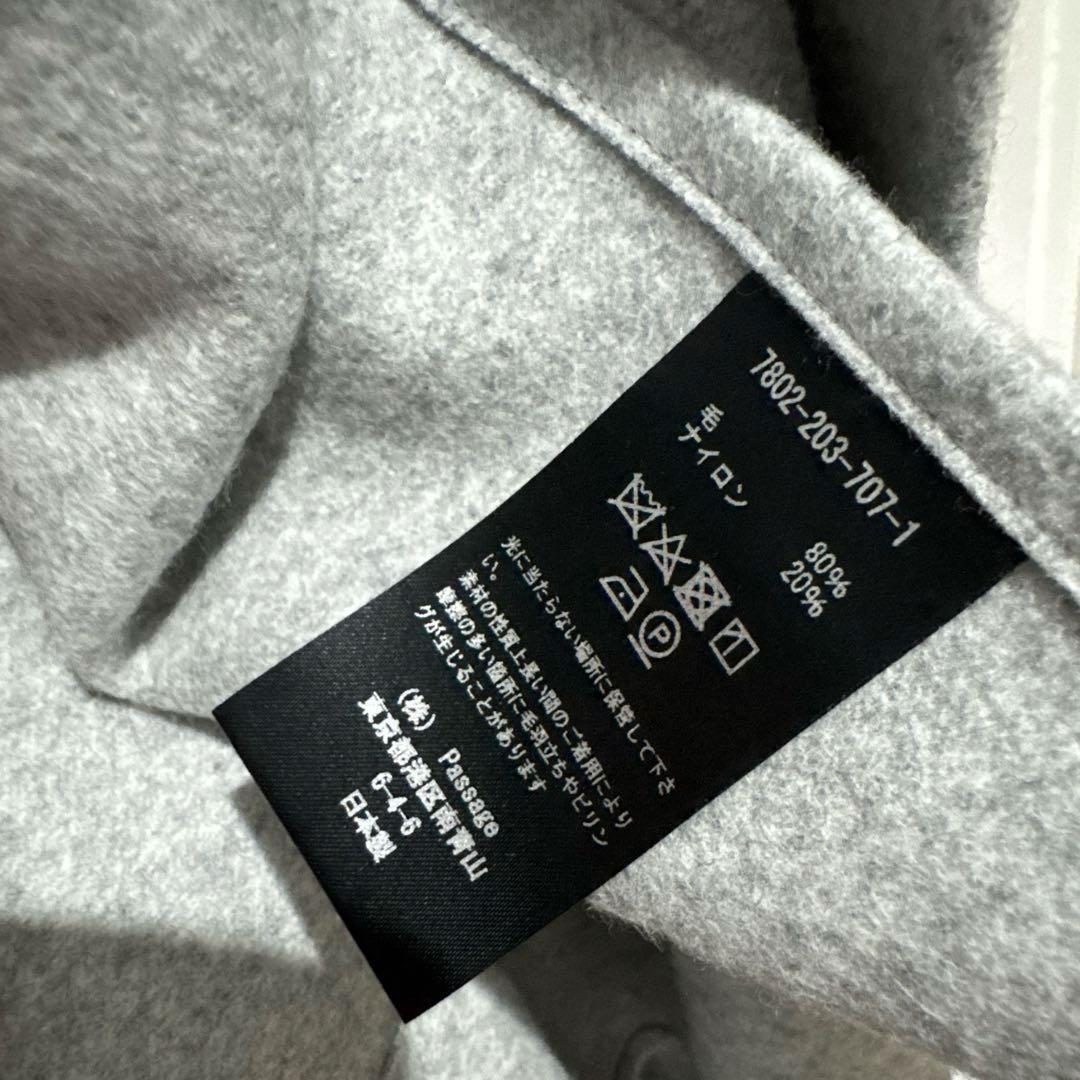 7802-203-707-1
毛 80%
ナイロン 20%
P
光に当たらない場所に保管して下さ
い。
素材の性質上長い間のご着用により
摩擦の多い箇所に毛羽立ちやピリン
グが生じることがあります
(株) Passage
東京都港区南青山
6-4-6
日本製